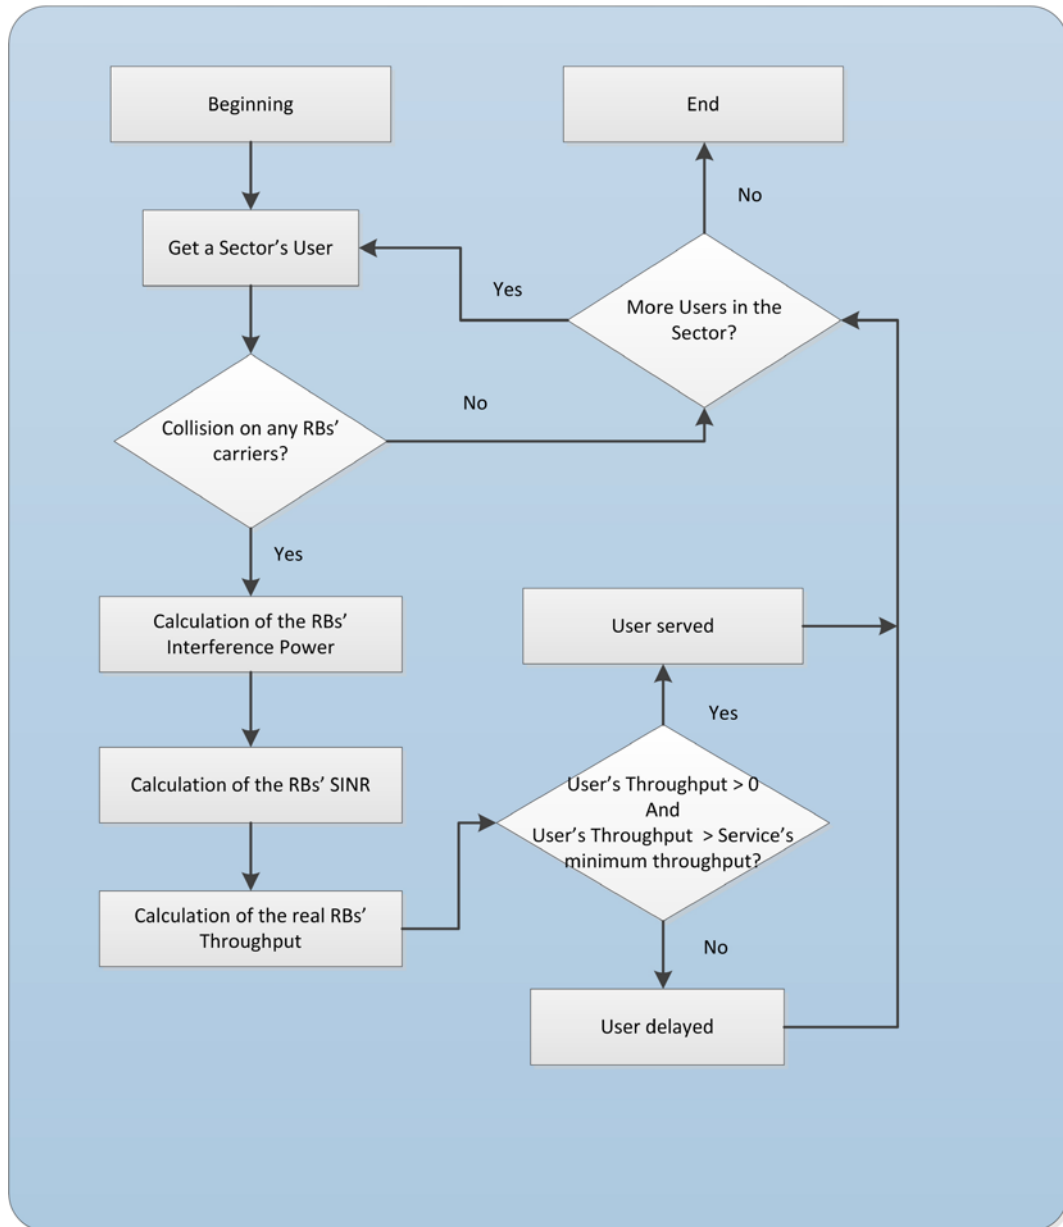 Beginning
End
No
Get a Sector's User
Yes
More Users in the
Sector?
Collision on any RBs'
carriers?
No
Yes
Calculation of the RBs'
Interference Power
User served
Yes
Calculation of the RBs' SINR
User's Throughput > 0
And
User's Throughput  > Service's
minimum throughput?
Calculation of the real RBs'
Throughput
No
User delayed